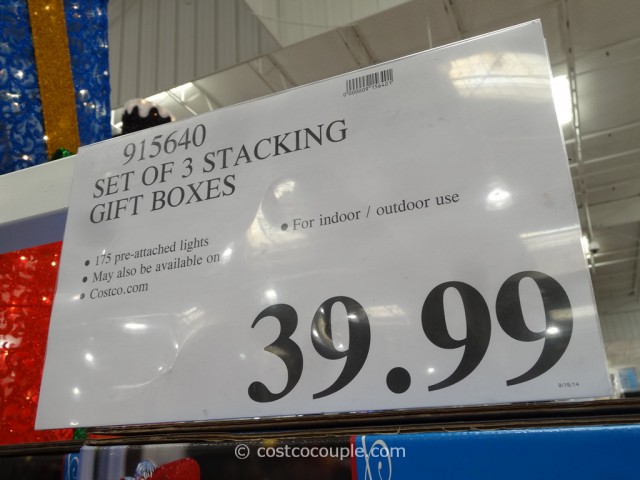 915640
SET OF 3 STACKING
GIFT BOXES
• 175 pre-attached lights
• May also be available on
• Costco.com
• For indoor / outdoor use
39.99
© costcocouple.com